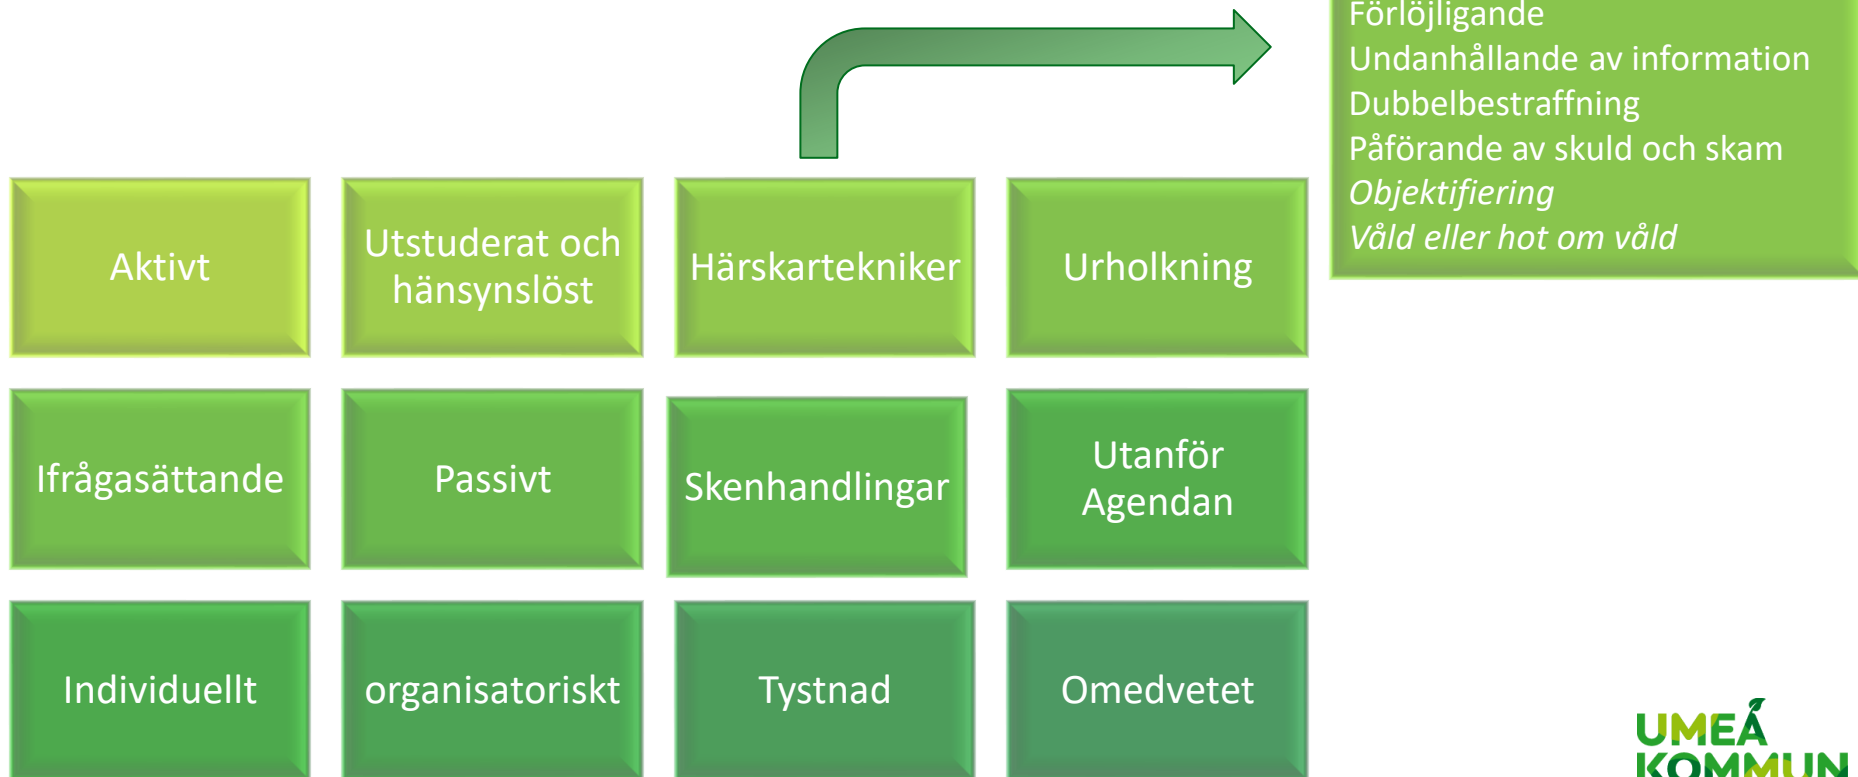 Förlöjligande
Undanhållande av information
Dubbelbestraffning
Påförande av skuld och skam
Objektifiering
Våld eller hot om våld
Aktivt
Utstuderat och
hänsynslöst
Härskartekniker
Urholkning
Ifrågasättande
Passivt
Skenhandlingar
Utanför
Agendan
Individuellt
organisatoriskt
Tystnad
Omedvetet
UMEÅ
KOMMUN